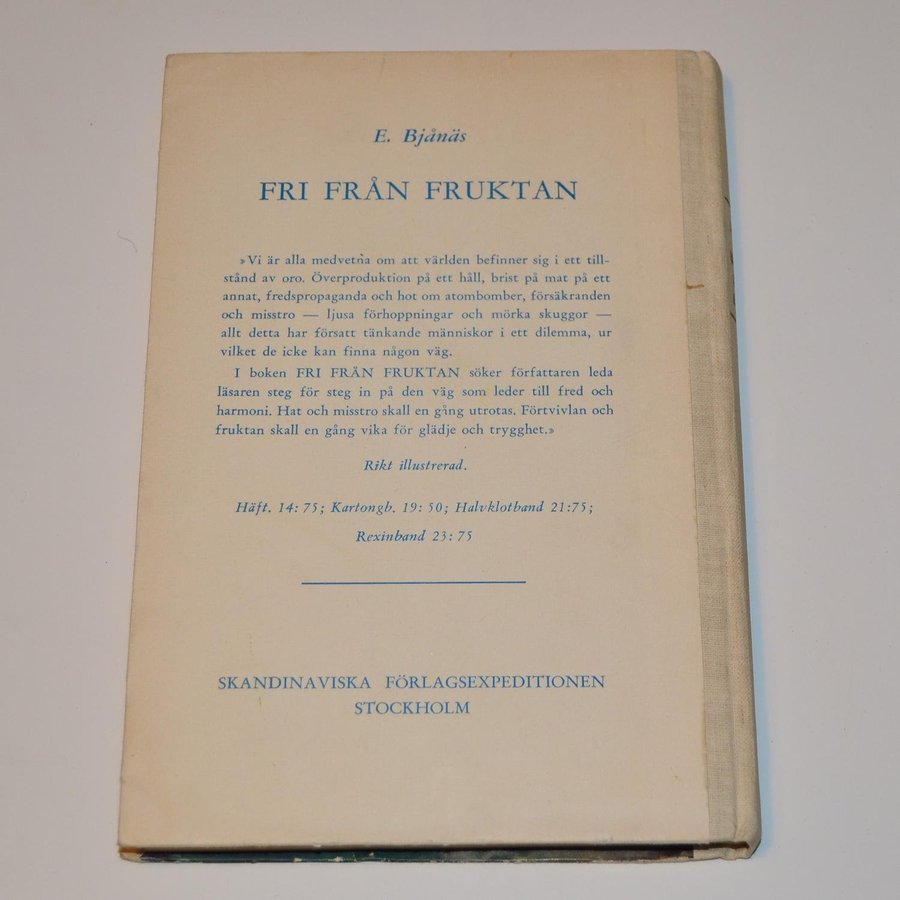 E. Bjånäs
FRI FRÅN FRUKTAN
»Vi är alla medvetna om att världen befinner sig i ett till-
stånd av oro. Överproduktion på ett håll, brist på mat på ett
annat, fredspropaganda och hot om atombomber, försäkranden
och misstro — ljusa förhoppningar och mörka skuggor —
allt detta har försatt tänkande människor i ett dilemma, ur
vilket de icke kan finna någon väg.
I boken FRI FRÅN FRUKTAN söker författaren leda
läsaren steg för steg in på den väg som leder till fred och
harmoni. Hat och misstro skall en gång utrotas. Förtvivlan och
fruktan skall en gång vika för glädje och trygghet.»
Rikt illustrerad.
Häft. 14: 75; Kartongb. 19: 50; Halvklotband 21:75;
Rexinband 23: 75
SKANDINAVISKA FÖRLAGSEXPEDITIONEN
STOCKHOLM